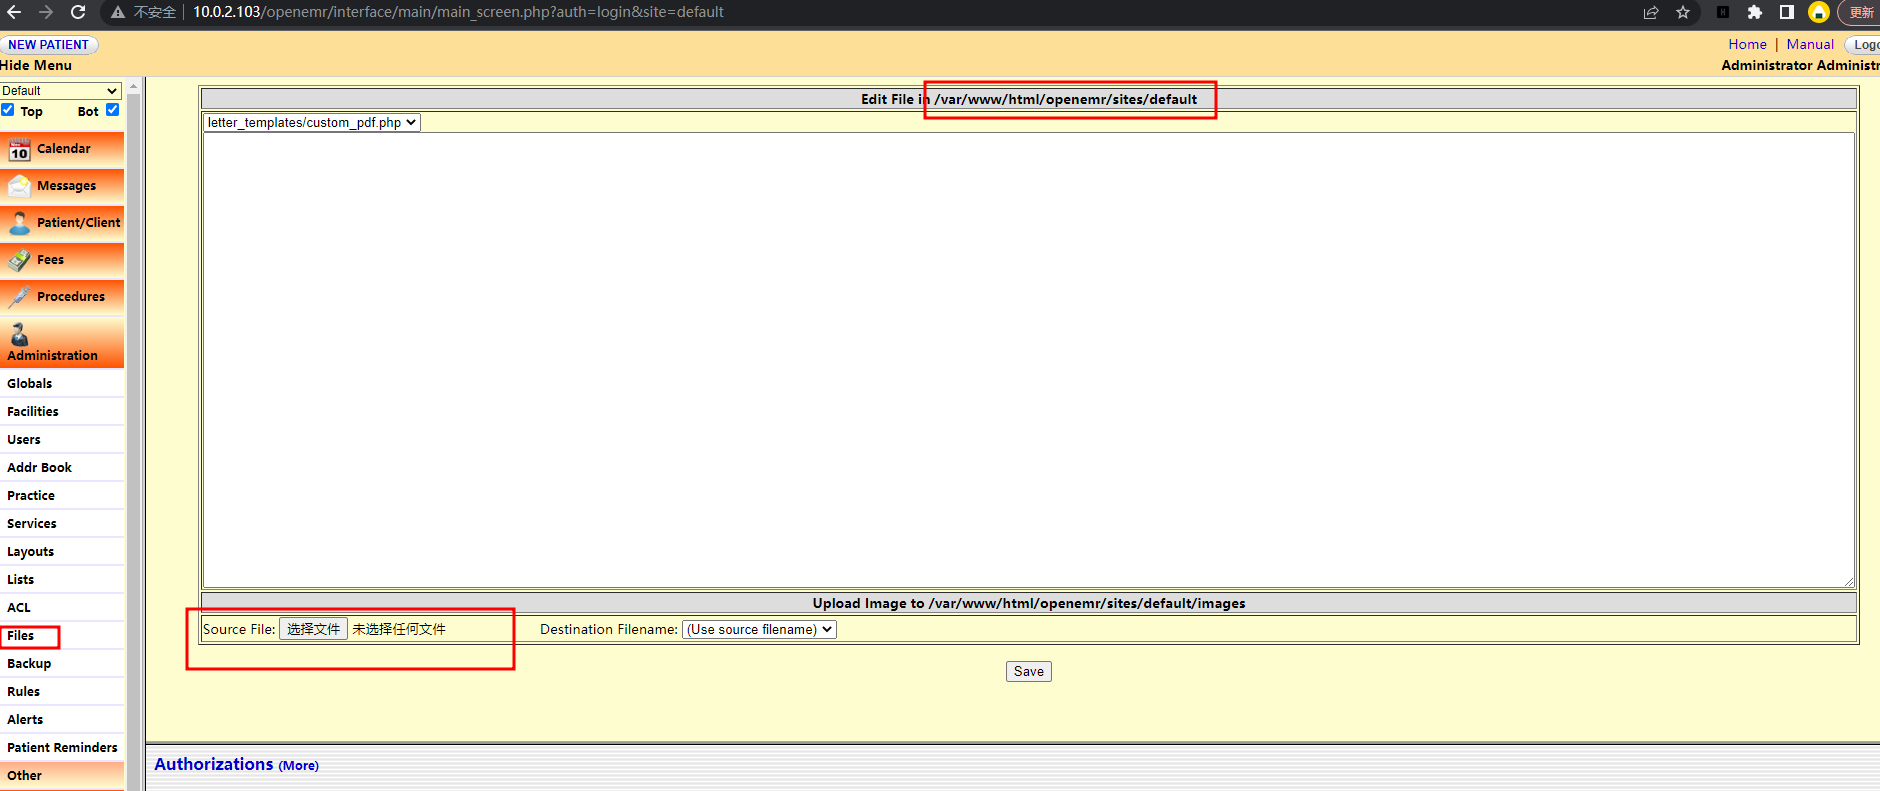 不安全 10.0.2.103/openemr/interface/main/main_screen.php?auth=login&site=default 更新
NEW PATIENT Home | Manual Logo
Hide Menu Administrator Administr
Default
Top Bot
10 Calendar
Messages
Patient/Client
Fees
Procedures
Administration
Globals
Facilities
Users
Addr Book
Practice
Services
Layouts
Lists
ACL
Files
Backup
Rules
Alerts
Patient Reminders
Other
Edit File in /var/www/html/openemr/sites/default
letter_templates/custom_pdf.php
Upload Image to /var/www/html/openemr/sites/default/images
Source File: 选择文件 未选择任何文件 Destination Filename: (Use source filename)
Save
Authorizations (More)